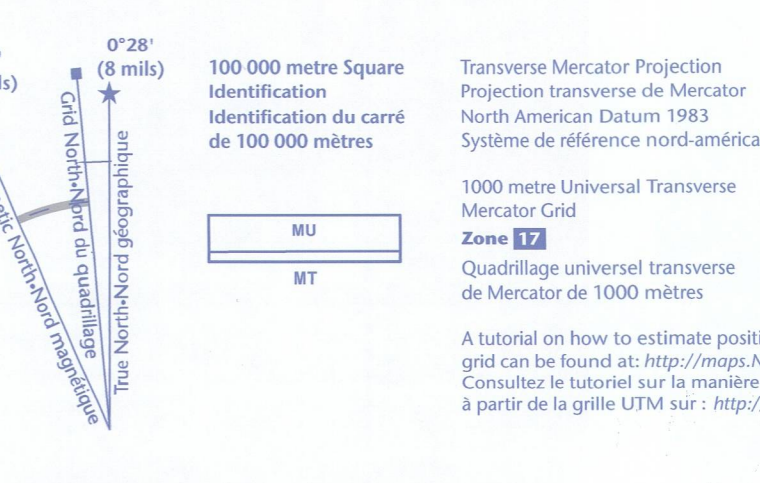 0°28'
(8 mils)
ls)
Grid North•Nord du quadrillage
True North•Nord géographique
etic North•Nord magnétique
100 000 metre Square
Identification
Identification du carré
de 100 000 mètres
MU
MT
Transverse Mercator Projection
Projection transverse de Mercator
North American Datum 1983
Système de référence nord-américa
1000 metre Universal Transverse
Mercator Grid
Zone 17
Quadrillage universel transverse
de Mercator de 1000 mètres
A tutorial on how to estimate positi
grid can be found at: http://maps.N
Consultez le tutoriel sur la manière
à partir de la grille UTM sur : http:/